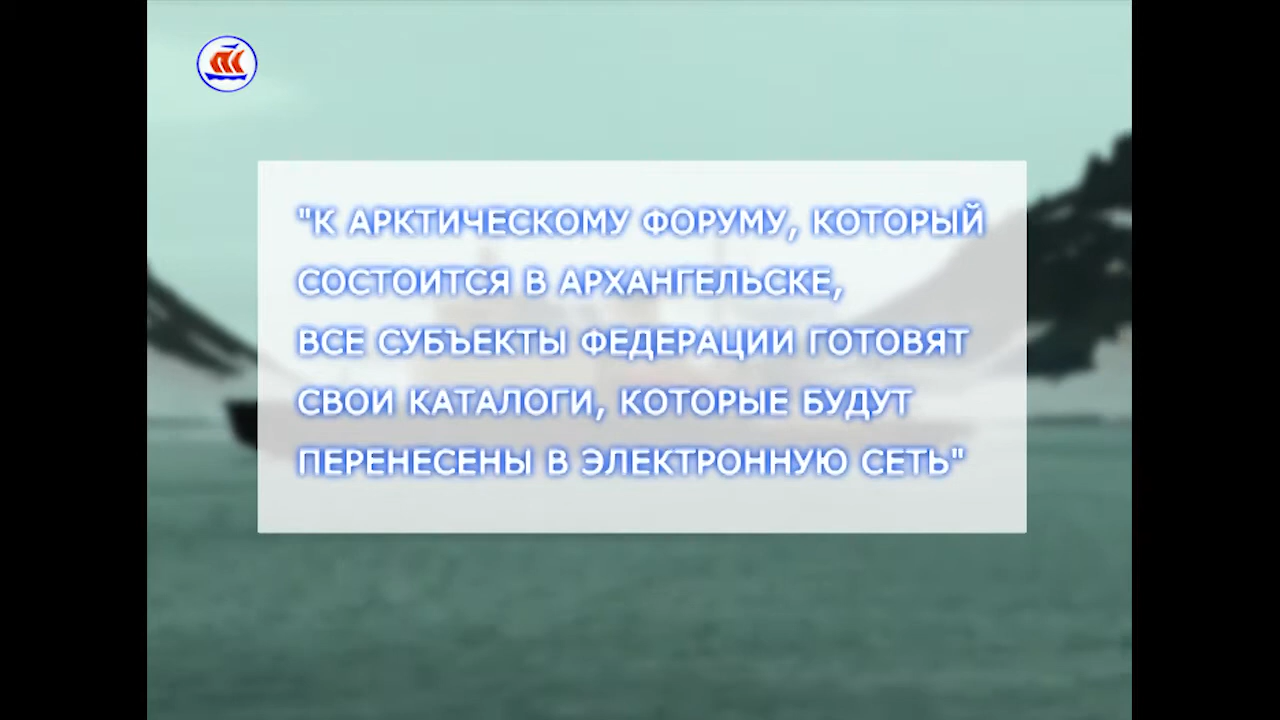 "К АРКТИЧЕСКОМУ ФОРУМУ, КОТОРЫЙ
СОСТОИТСЯ В АРХАНГЕЛЬСКЕ,
ВСЕ СУБЪЕКТЫ ФЕДЕРАЦИИ ГОТОВЯТ
СВОИ КАТАЛОГИ, КОТОРЫЕ БУДУТ
ПЕРЕНЕСЕНЫ В ЭЛЕКТРОННУЮ СЕТЬ"